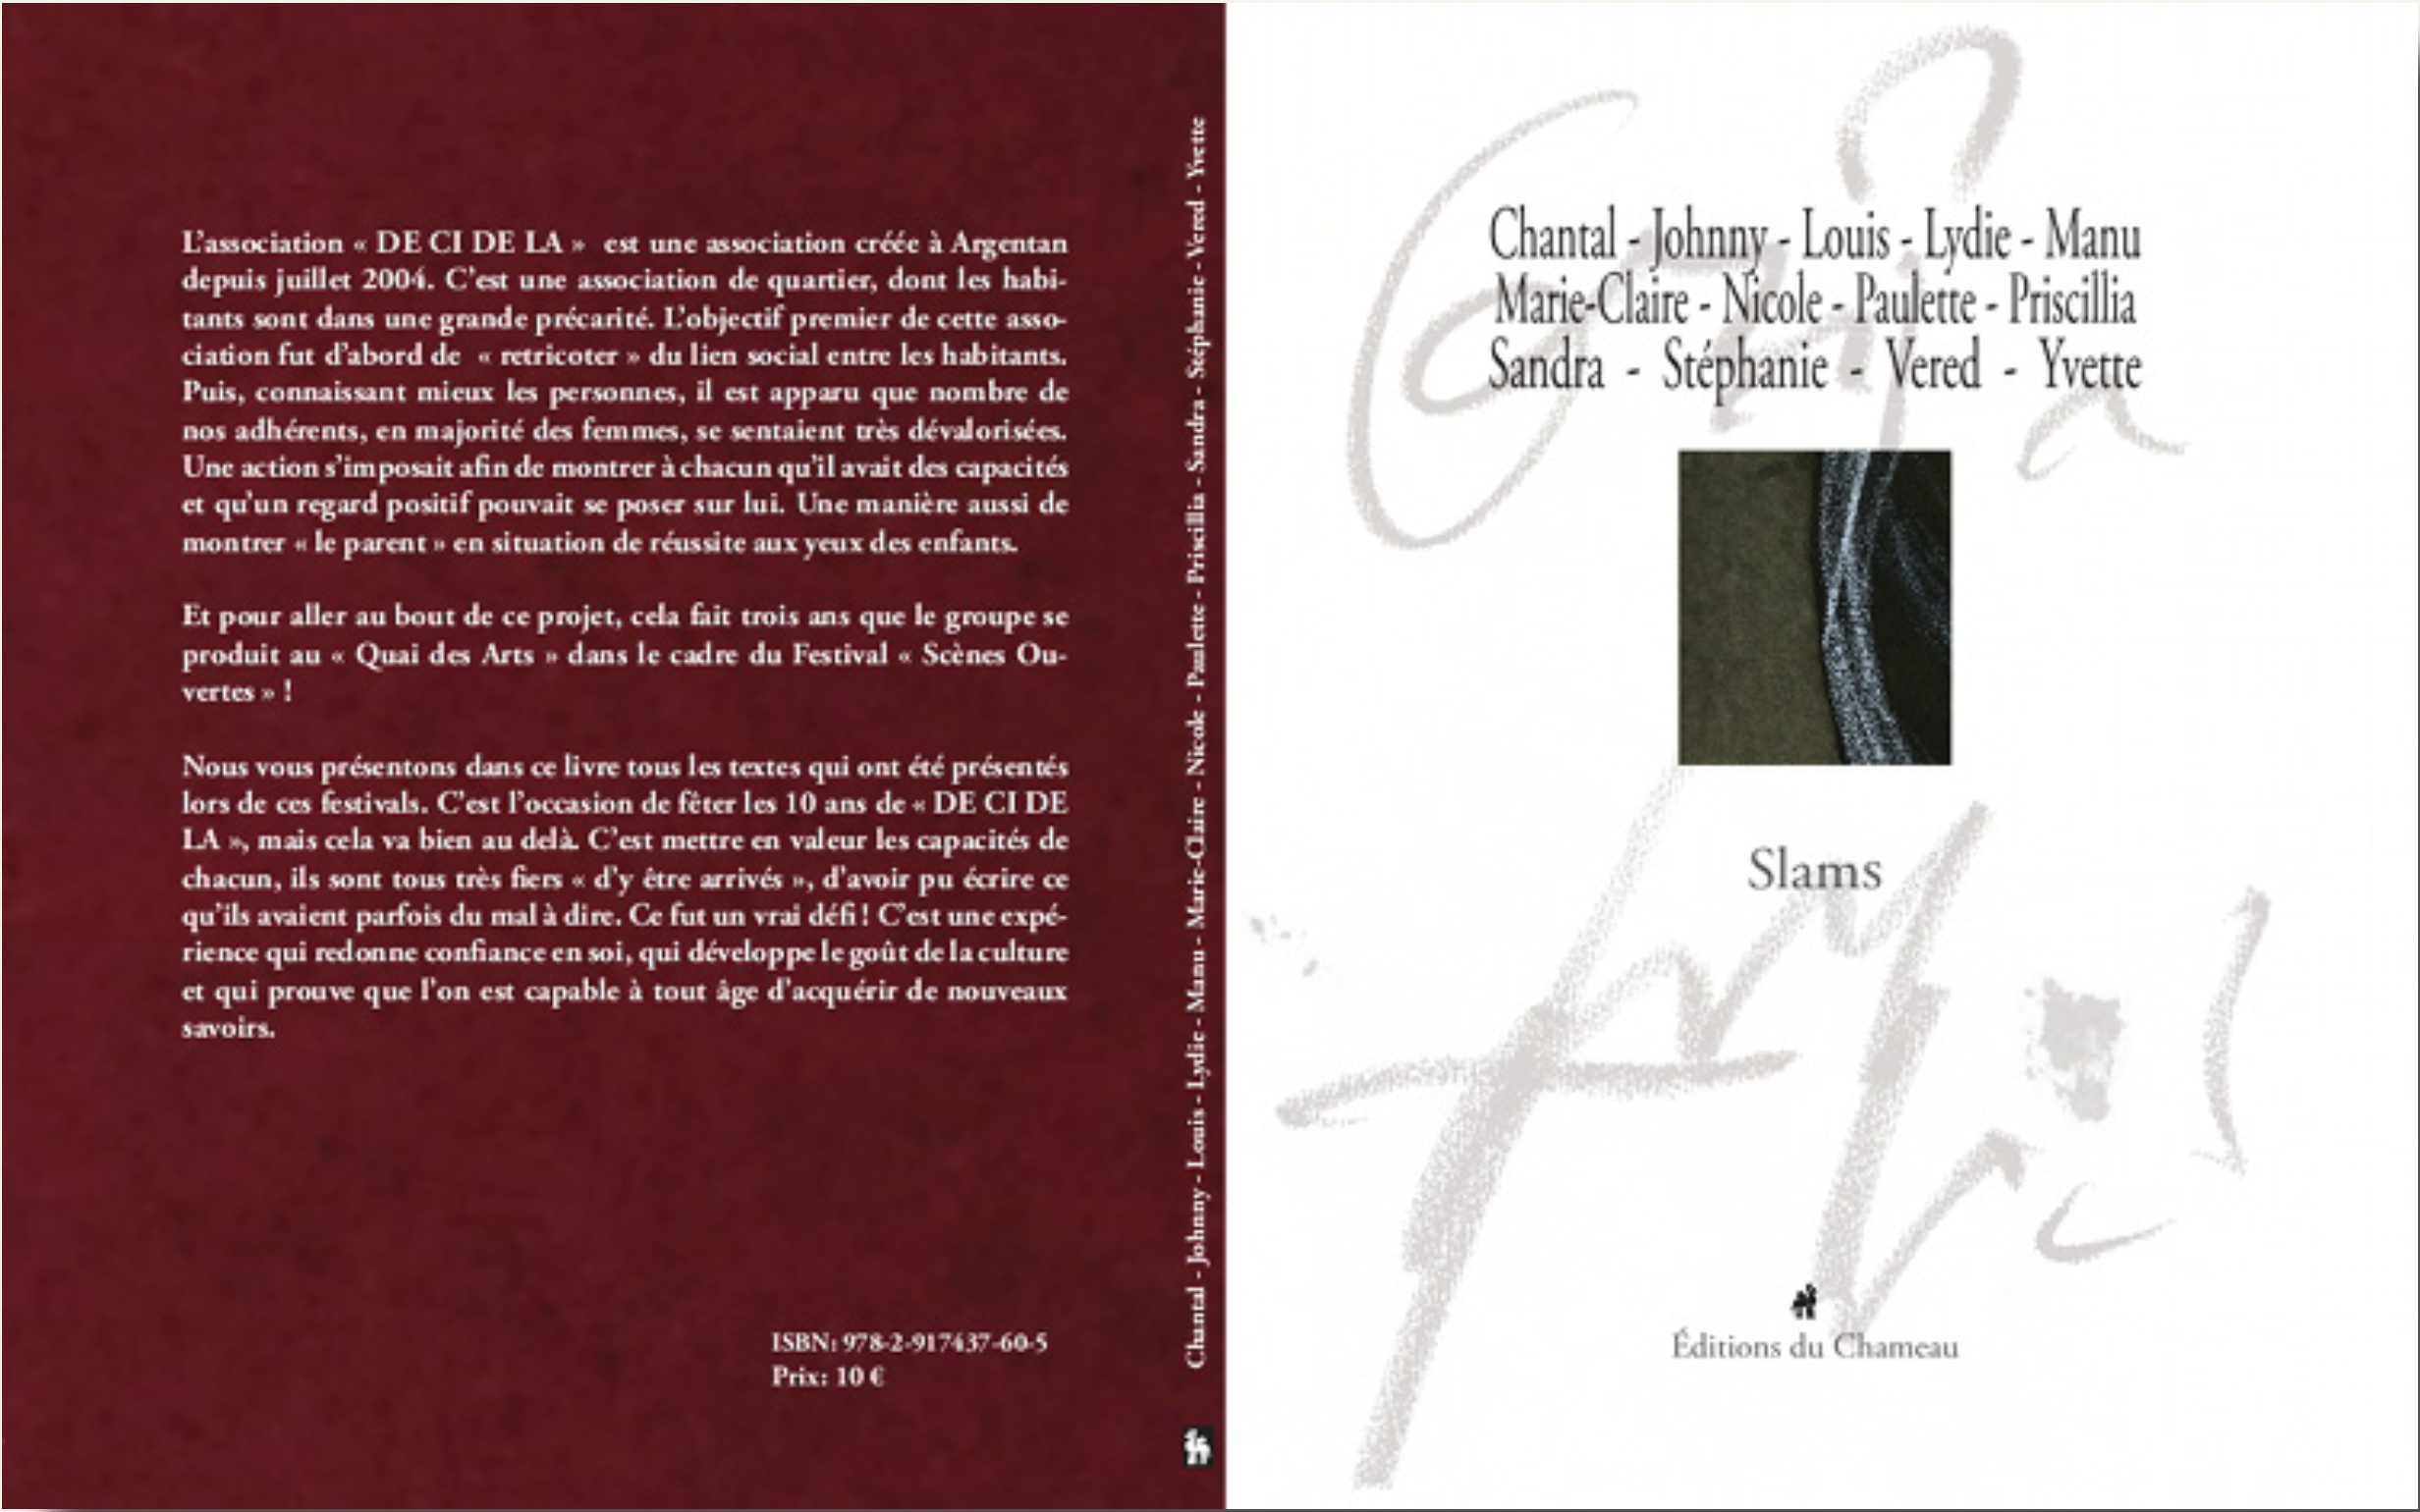 L'association « DE CI DE LA » est une association créée à Argentan
depuis juillet 2004. C'est une association de quartier, dont les habi-
tants sont dans une grande précarité. L'objectif premier de cette asso-
ciation fut d'abord de « retricoter » du lien social entre les habitants.
Puis, connaissant mieux les personnes, il est apparu que nombre de
nos adhérents, en majorité des femmes, se sentaient très dévalorisées.
Une action s'imposait afin de montrer à chacun qu'il avait des capacités
et qu'un regard positif pouvait se poser sur lui. Une manière aussi de
montrer « le parent » en situation de réussite aux yeux des enfants.
Et pour aller au bout de ce projet, cela fait trois ans que le groupe se
produit au « Quai des Arts » dans le cadre du Festival « Scènes Ou-
vertes » !
Nous vous présentons dans ce livre tous les textes qui ont été présentés
lors de ces festivals. C'est l'occasion de fêter les 10 ans de « DE CI DE
LA », mais cela va bien au delà. C'est mettre en valeur les capacités de
chacun, ils sont tous très fiers « d'y être arrivés », d'avoir pu écrire ce
qu'ils avaient parfois du mal à dire. Ce fut un vrai défi ! C'est une expé-
rience qui redonne confiance en soi, qui développe le goût de la culture
et qui prouve que l'on est capable à tout âge d'acquérir de nouveaux
savoirs.
ISBN: 978-2-917437-60-5
Prix: 10 €
Chantal - Johnny - Louis - Lydie - Manu - Marie-Claire - Nicole - Paulette - Priscillia - Sandra - Stéphanie - Vered - Yvette
Chantal - Johnny - Louis - Lydie - Manu
Marie-Claire - Nicole - Paulette - Priscillia
Sandra - Stéphanie - Vered - Yvette
Slams
Éditions du Chameau